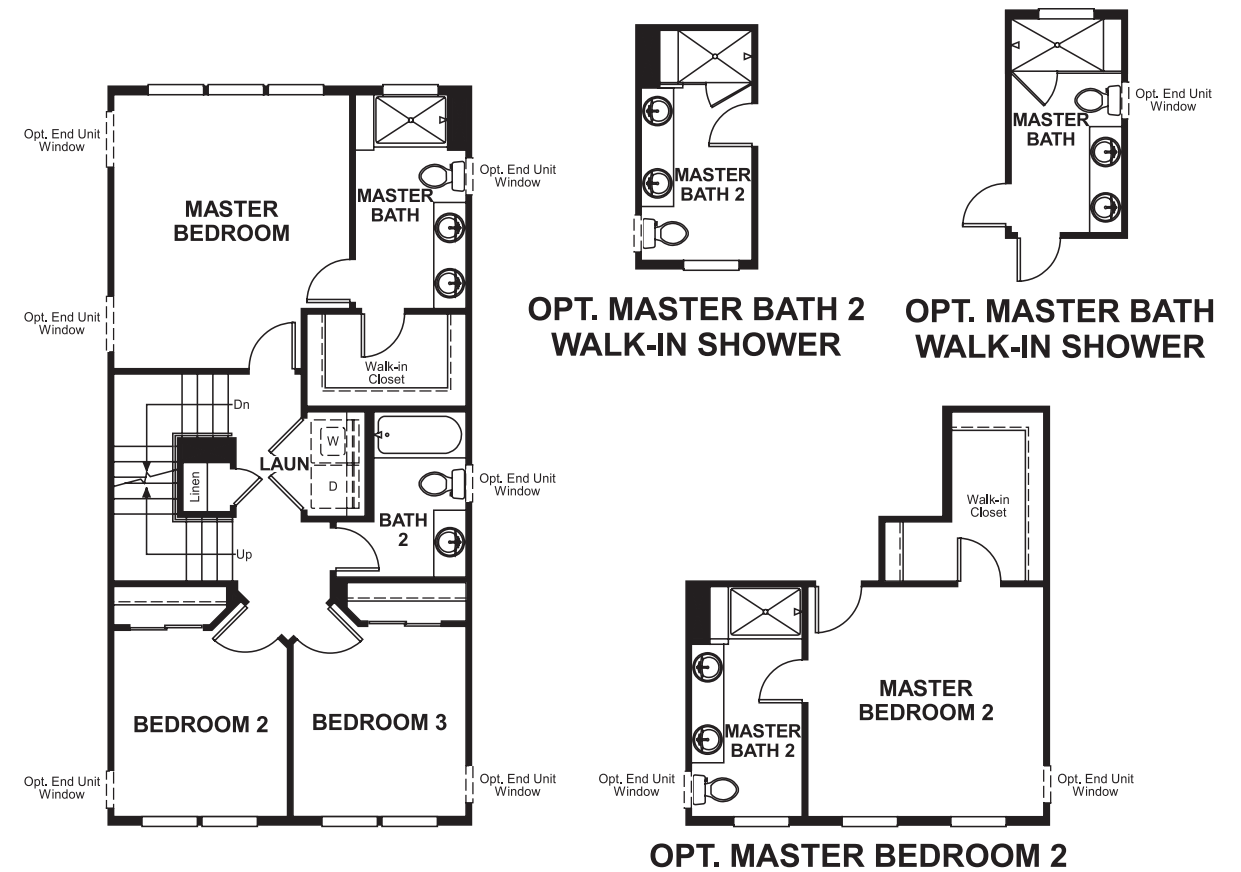 Opt. End Unit
Window
MASTER
BEDROOM
Opt. End Unit
Window
MASTER
BATH
Opt. End Unit
Window
Walk-in
Closet
Dn
W
LAUN
D
Linen
Up
BATH
2
Opt. End Unit
Window
BEDROOM 2
BEDROOM 3
Opt. End Unit
Window
Opt. End Unit
Window
MASTER
BATH 2
OPT. MASTER BATH 2
WALK-IN SHOWER
Opt. End Unit
Window
MASTER
BATH
OPT. MASTER BATH
WALK-IN SHOWER
Walk-in
Closet
MASTER
BEDROOM 2
MASTER
BATH 2
Opt. End Unit
Window
Opt. End Unit
Window
OPT. MASTER BEDROOM 2